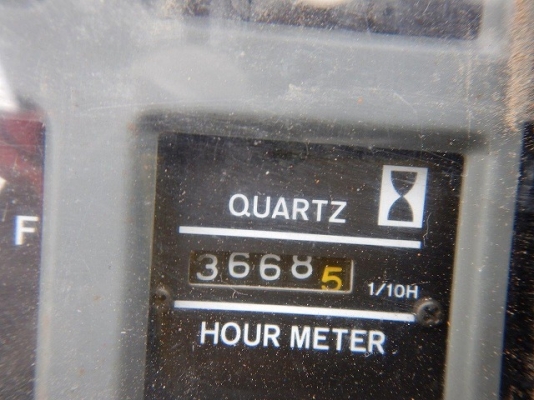 QUARTZ
36685 1/10H
HOUR METER
F